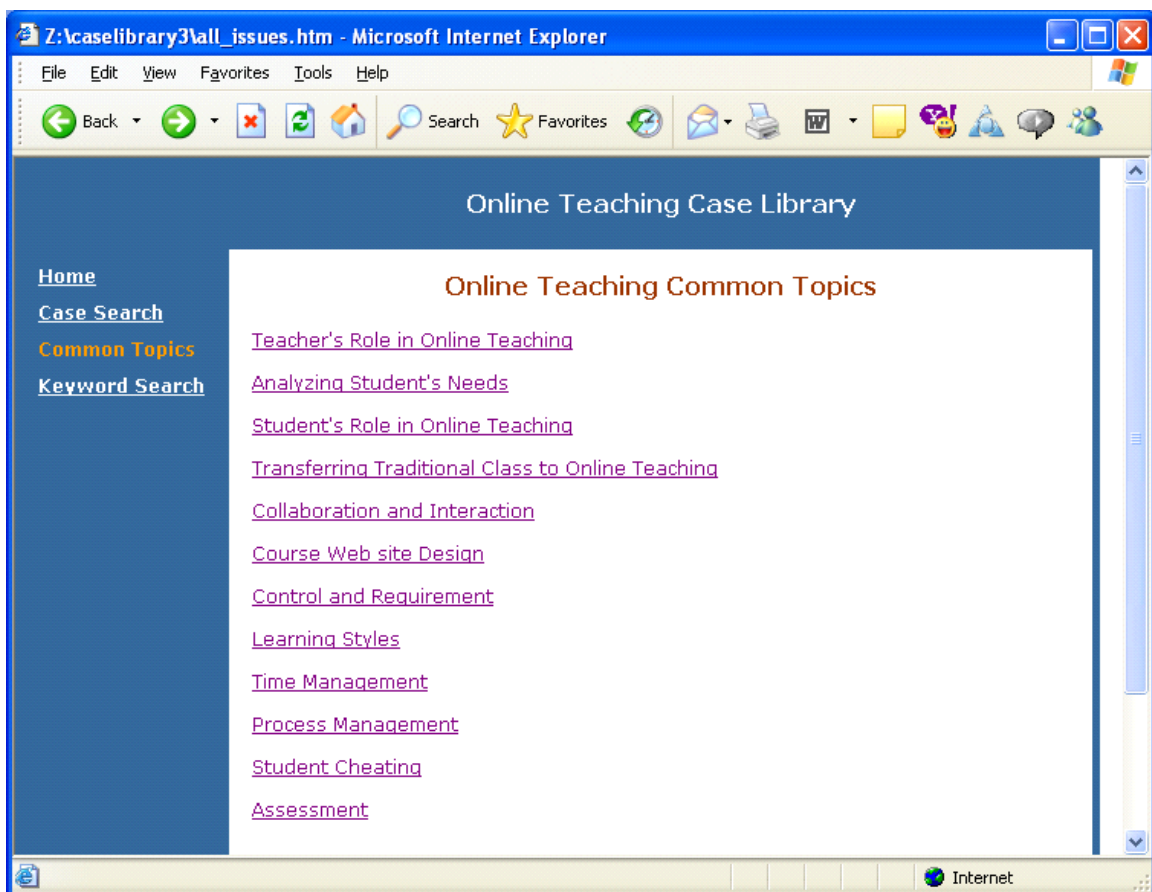 Z:\caselibrary3\all_issues.htm - Microsoft Internet Explorer
File Edit View Favorites Tools Help
Back Search Favorites
Online Teaching Case Library
Home
Case Search
Common Topics
Keyword Search
Online Teaching Common Topics
Teacher's Role in Online Teaching
Analyzing Student's Needs
Student's Role in Online Teaching
Transferring Traditional Class to Online Teaching
Collaboration and Interaction
Course Web site Design
Control and Requirement
Learning Styles
Time Management
Process Management
Student Cheating
Assessment
Internet